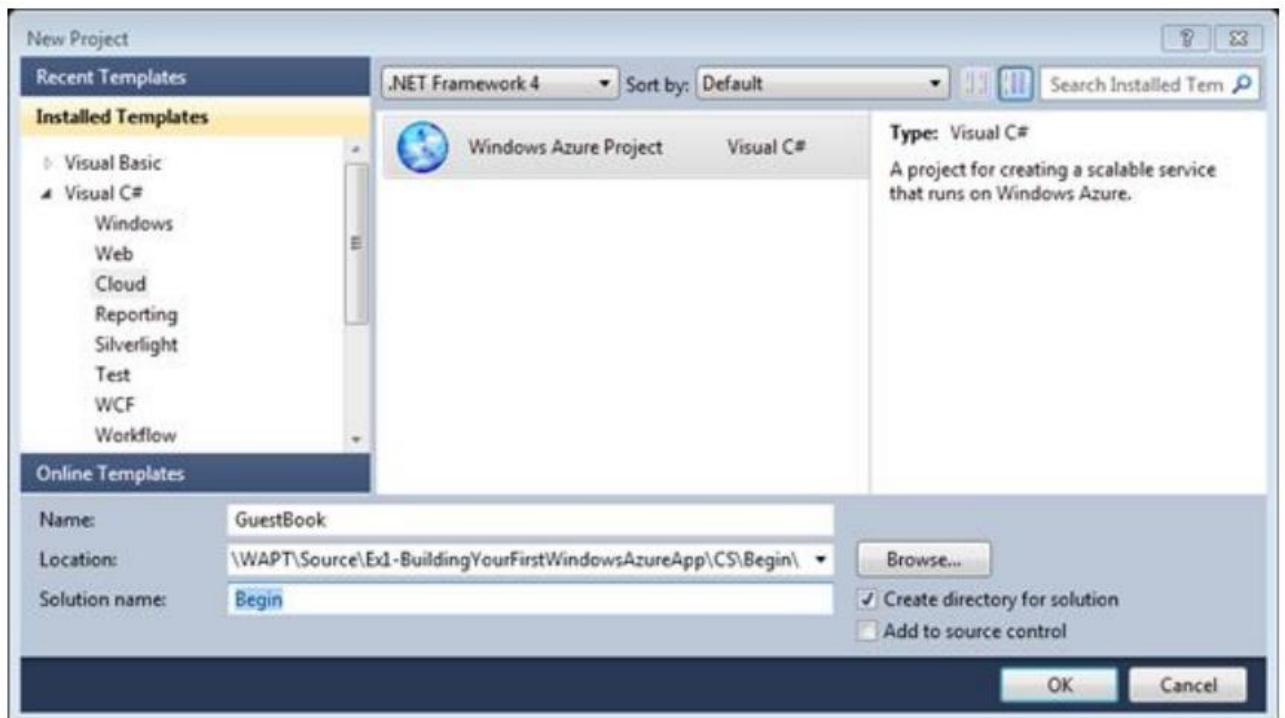 New Project
Recent Templates
.NET Framework 4
Sort by:
Default
Search Installed Tem
Installed Templates
Visual Basic
Visual C#
Windows
Web
Cloud
Reporting
Silverlight
Test
WCF
Workflow
Online Templates
Windows Azure Project Visual C#
Type: Visual C#
A project for creating a scalable service
that runs on Windows Azure.
Name: GuestBook
Location: \WAPT\Source\Ex1-BuildingYourFirstWindowsAzureApp\CS\Begin\
Browse...
Solution name: Begin
Create directory for solution
Add to source control
OK
Cancel